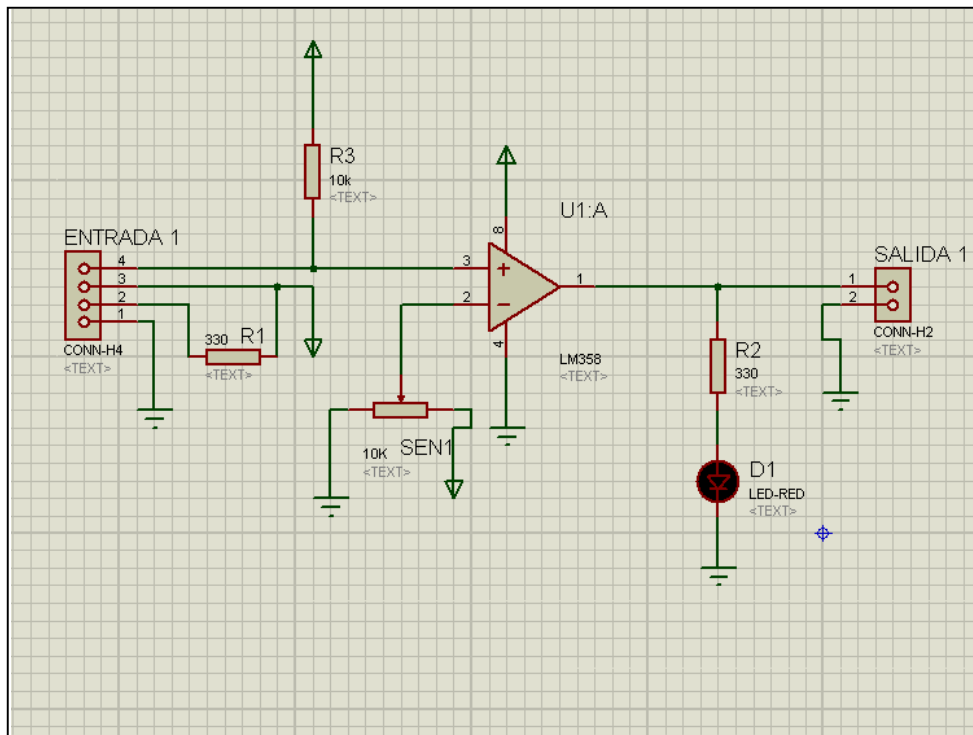 R3
10k
<TEXT>
ENTRADA 1
4
3
2
1
CONN-H4
<TEXT>
330
R1
<TEXT>
U1:A
8
3
2
1
4
LM358
<TEXT>
10K
SEN1
<TEXT>
SALIDA 1
1
2
CONN-H2
<TEXT>
R2
330
<TEXT>
D1
LED-RED
<TEXT>